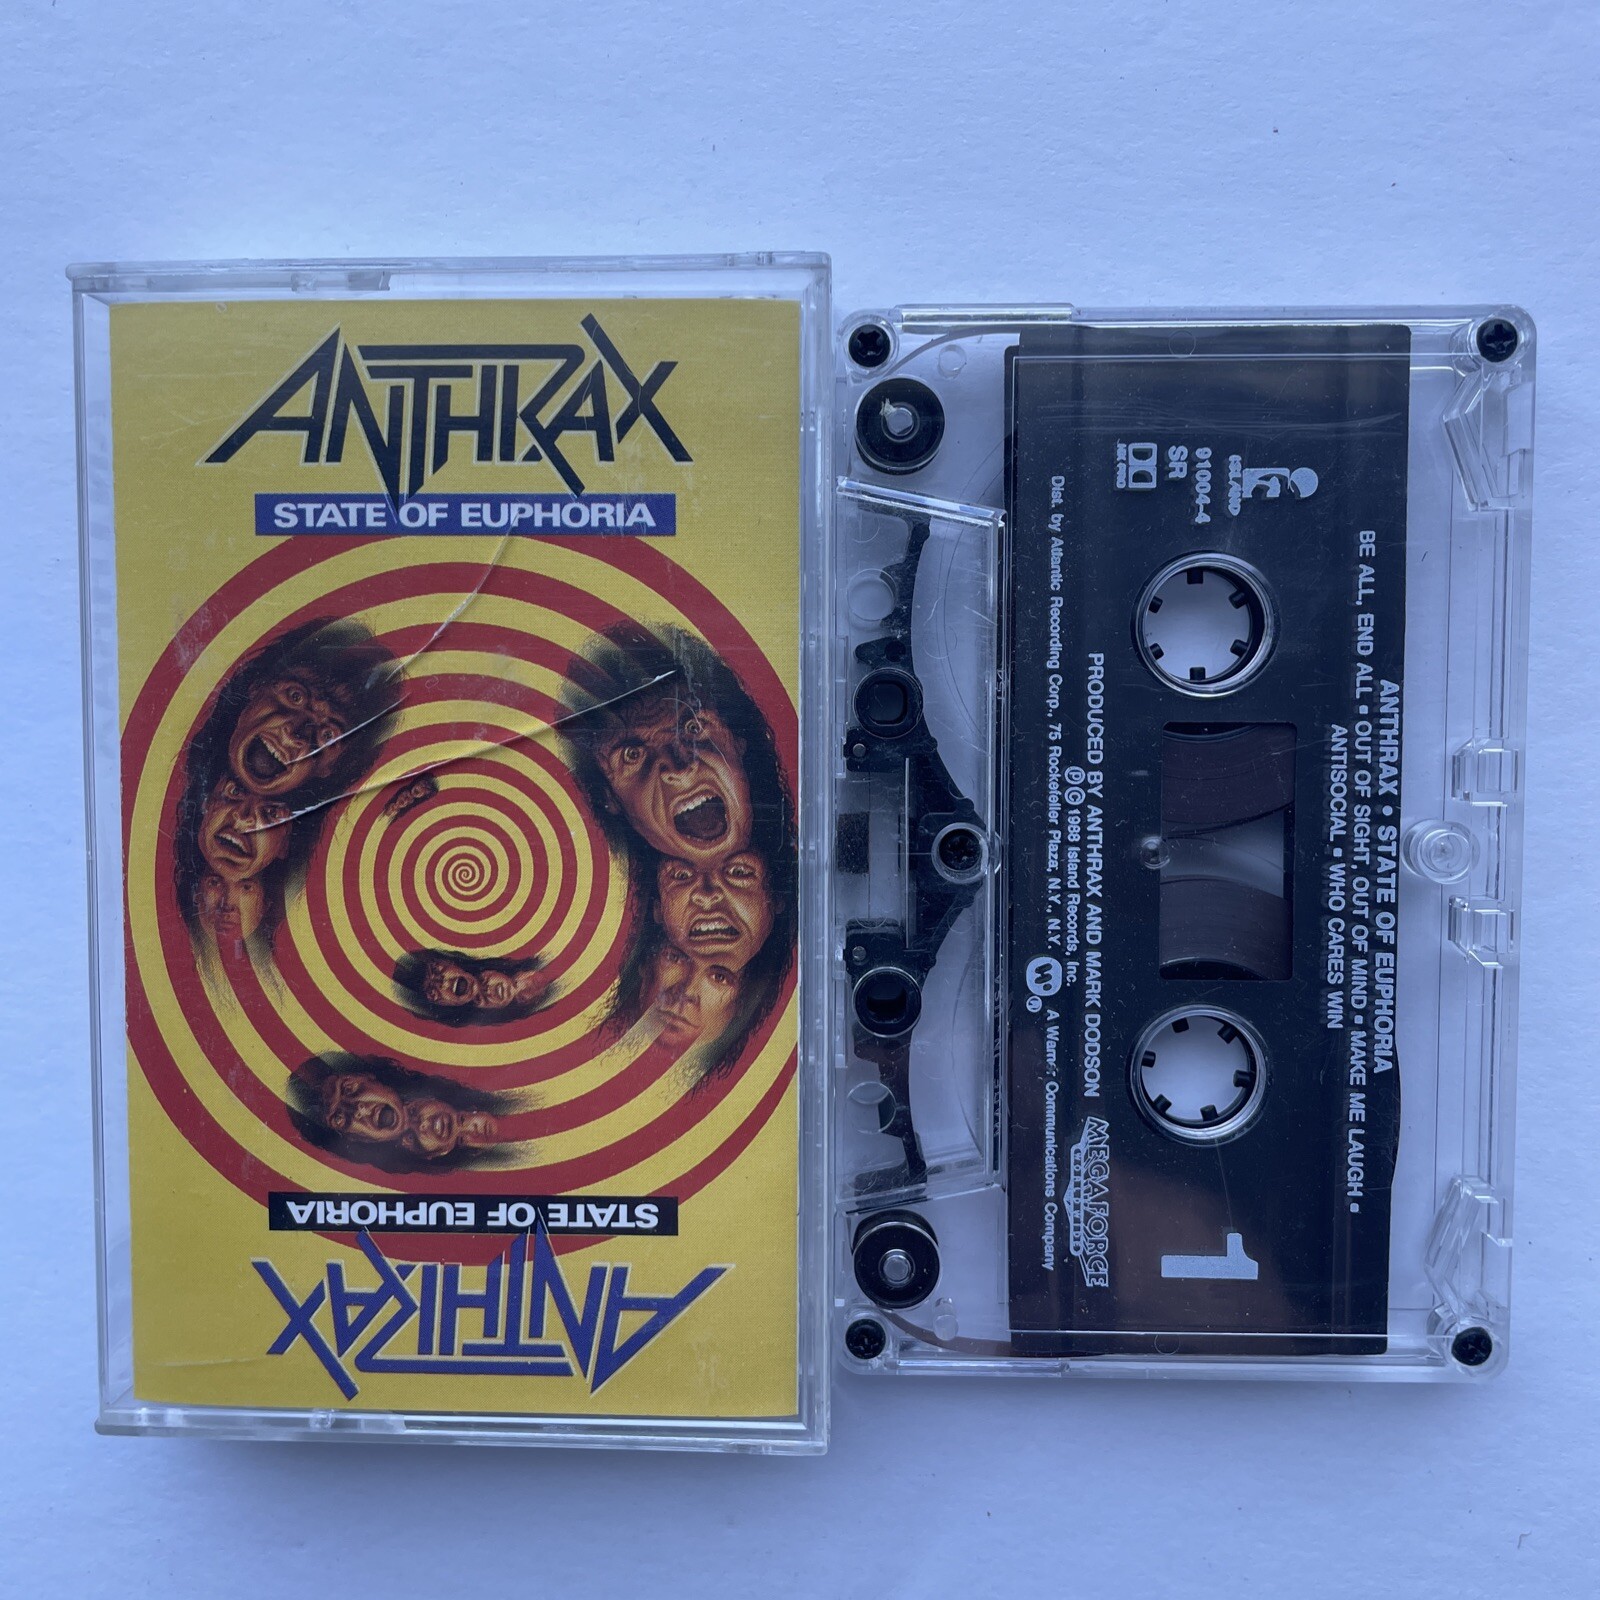 ANTHRAX
STATE OF EUPHORIA
STATE OF EUPHORIA
ANTHRAX
ANTHRAX • STATE OF EUPHORIA
BE ALL, END ALL ▪ OUT OF SIGHT, OUT OF MIND ▪ MAKE ME LAUGH ▪
ANTISOCIAL ▪ WHO CARES WIN
ISLAND
91004-4
SR
1
PRODUCED BY ANTHRAX AND MARK DODSON
Ⓟ© 1988 Island Records, Inc.
Dist. by Atlantic Recording Corp., 75 Rockefeller Plaza, N.Y., N.Y. W ® A Warner Communications Company
MEGAFORCE
WORLDWIDE